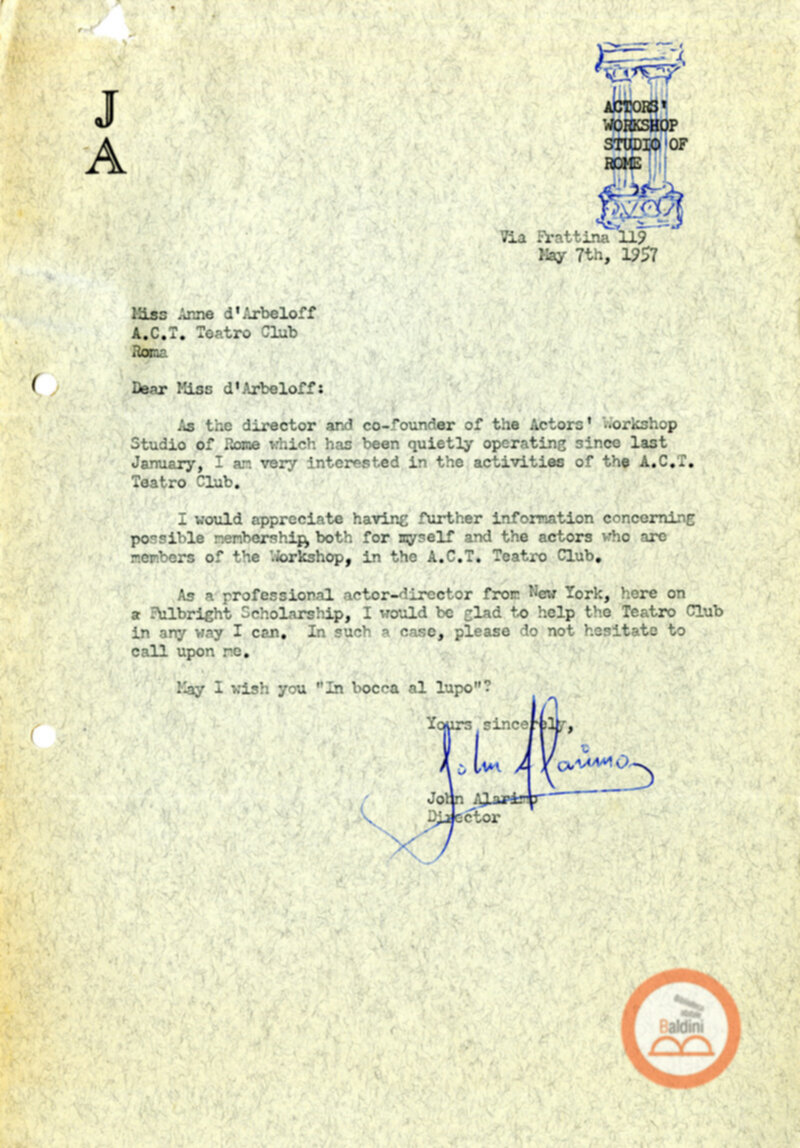 J
A
ACTORS'
WORKSHOP
STUDIO OF
ROME
Via Frattina 119
May 7th, 1957
Miss Anne d'Arbeloff
A.C.T. Teatro Club
Roma
Dear Miss d'Arbeloff:
As the director and co-founder of the Actors' Workshop
Studio of Rome which has been quietly operating since last
January, I am very interested in the activities of the A.C.T.
Teatro Club.
I would appreciate having further information concerning
possible membership, both for myself and the actors who are
members of the Workshop, in the A.C.T. Teatro Club.
As a professional actor-director from New York, here on
a Fulbright Scholarship, I would be glad to help the Teatro Club
in any way I can. In such a case, please do not hesitate to
call upon me.
May I wish you "In bocca al lupo"?
Yours sincerely,
John Alarimo
John Alarimo
Director
Biblioteca
statale
Baldini